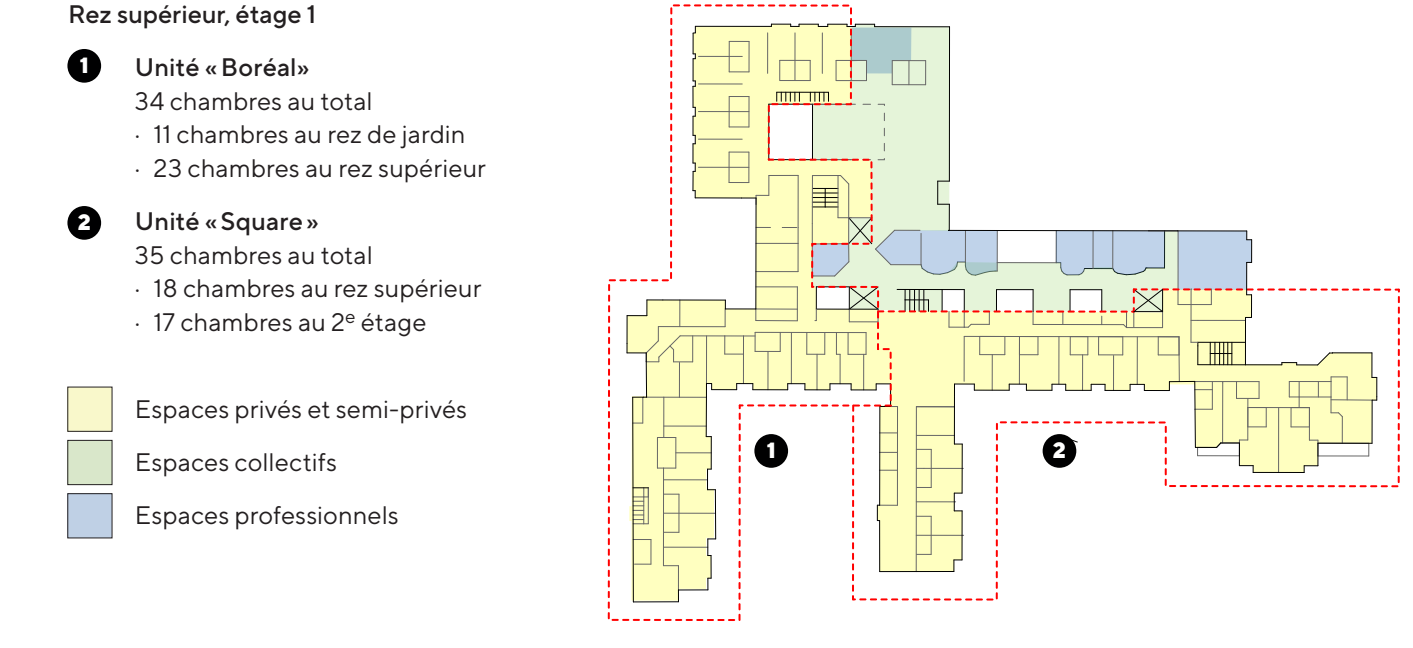 Rez supérieur, étage 1
1 Unité « Boréal»
34 chambres au total
· 11 chambres au rez de jardin
· 23 chambres au rez supérieur
2 Unité « Square »
35 chambres au total
· 18 chambres au rez supérieur
· 17 chambres au 2e étage
Espaces privés et semi-privés
Espaces collectifs
Espaces professionnels
1
2